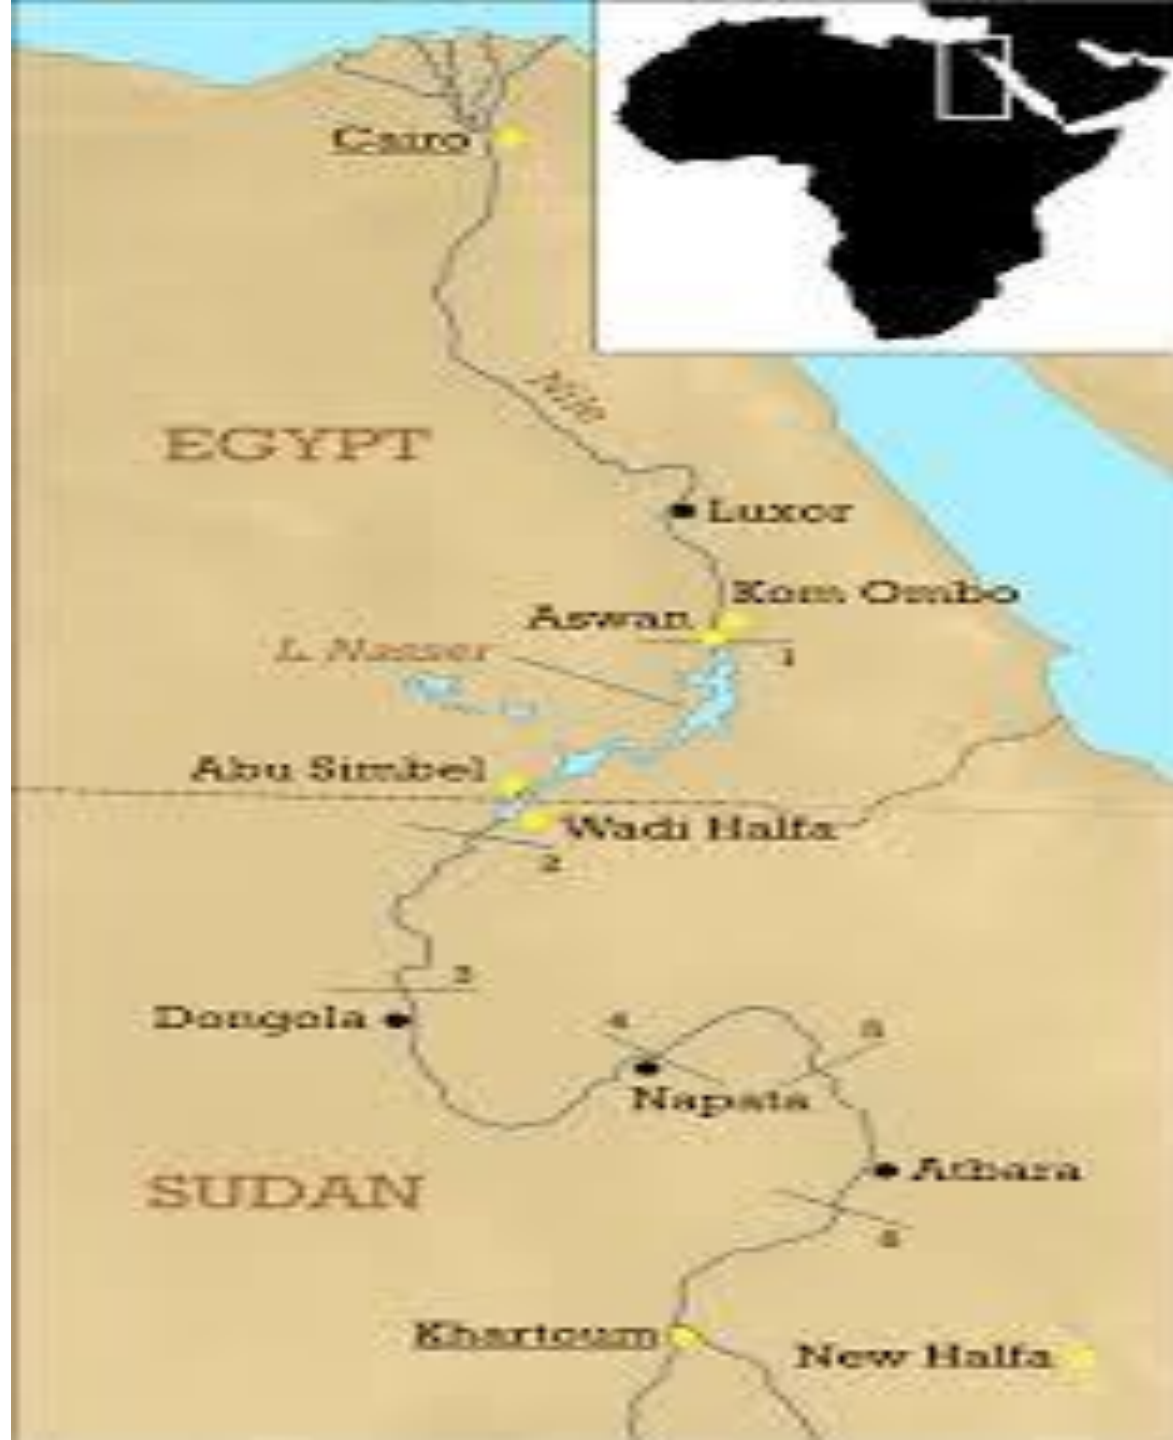 Cairo
Nile
EGYPT
Luxor
Kom Ombo
Aswan
1
L. Nasser
Abu Simbel
Wadi Halfa
2
3
Dongola
4
5
Napata
Atbara
SUDAN
6
Khartoum
New Halfa